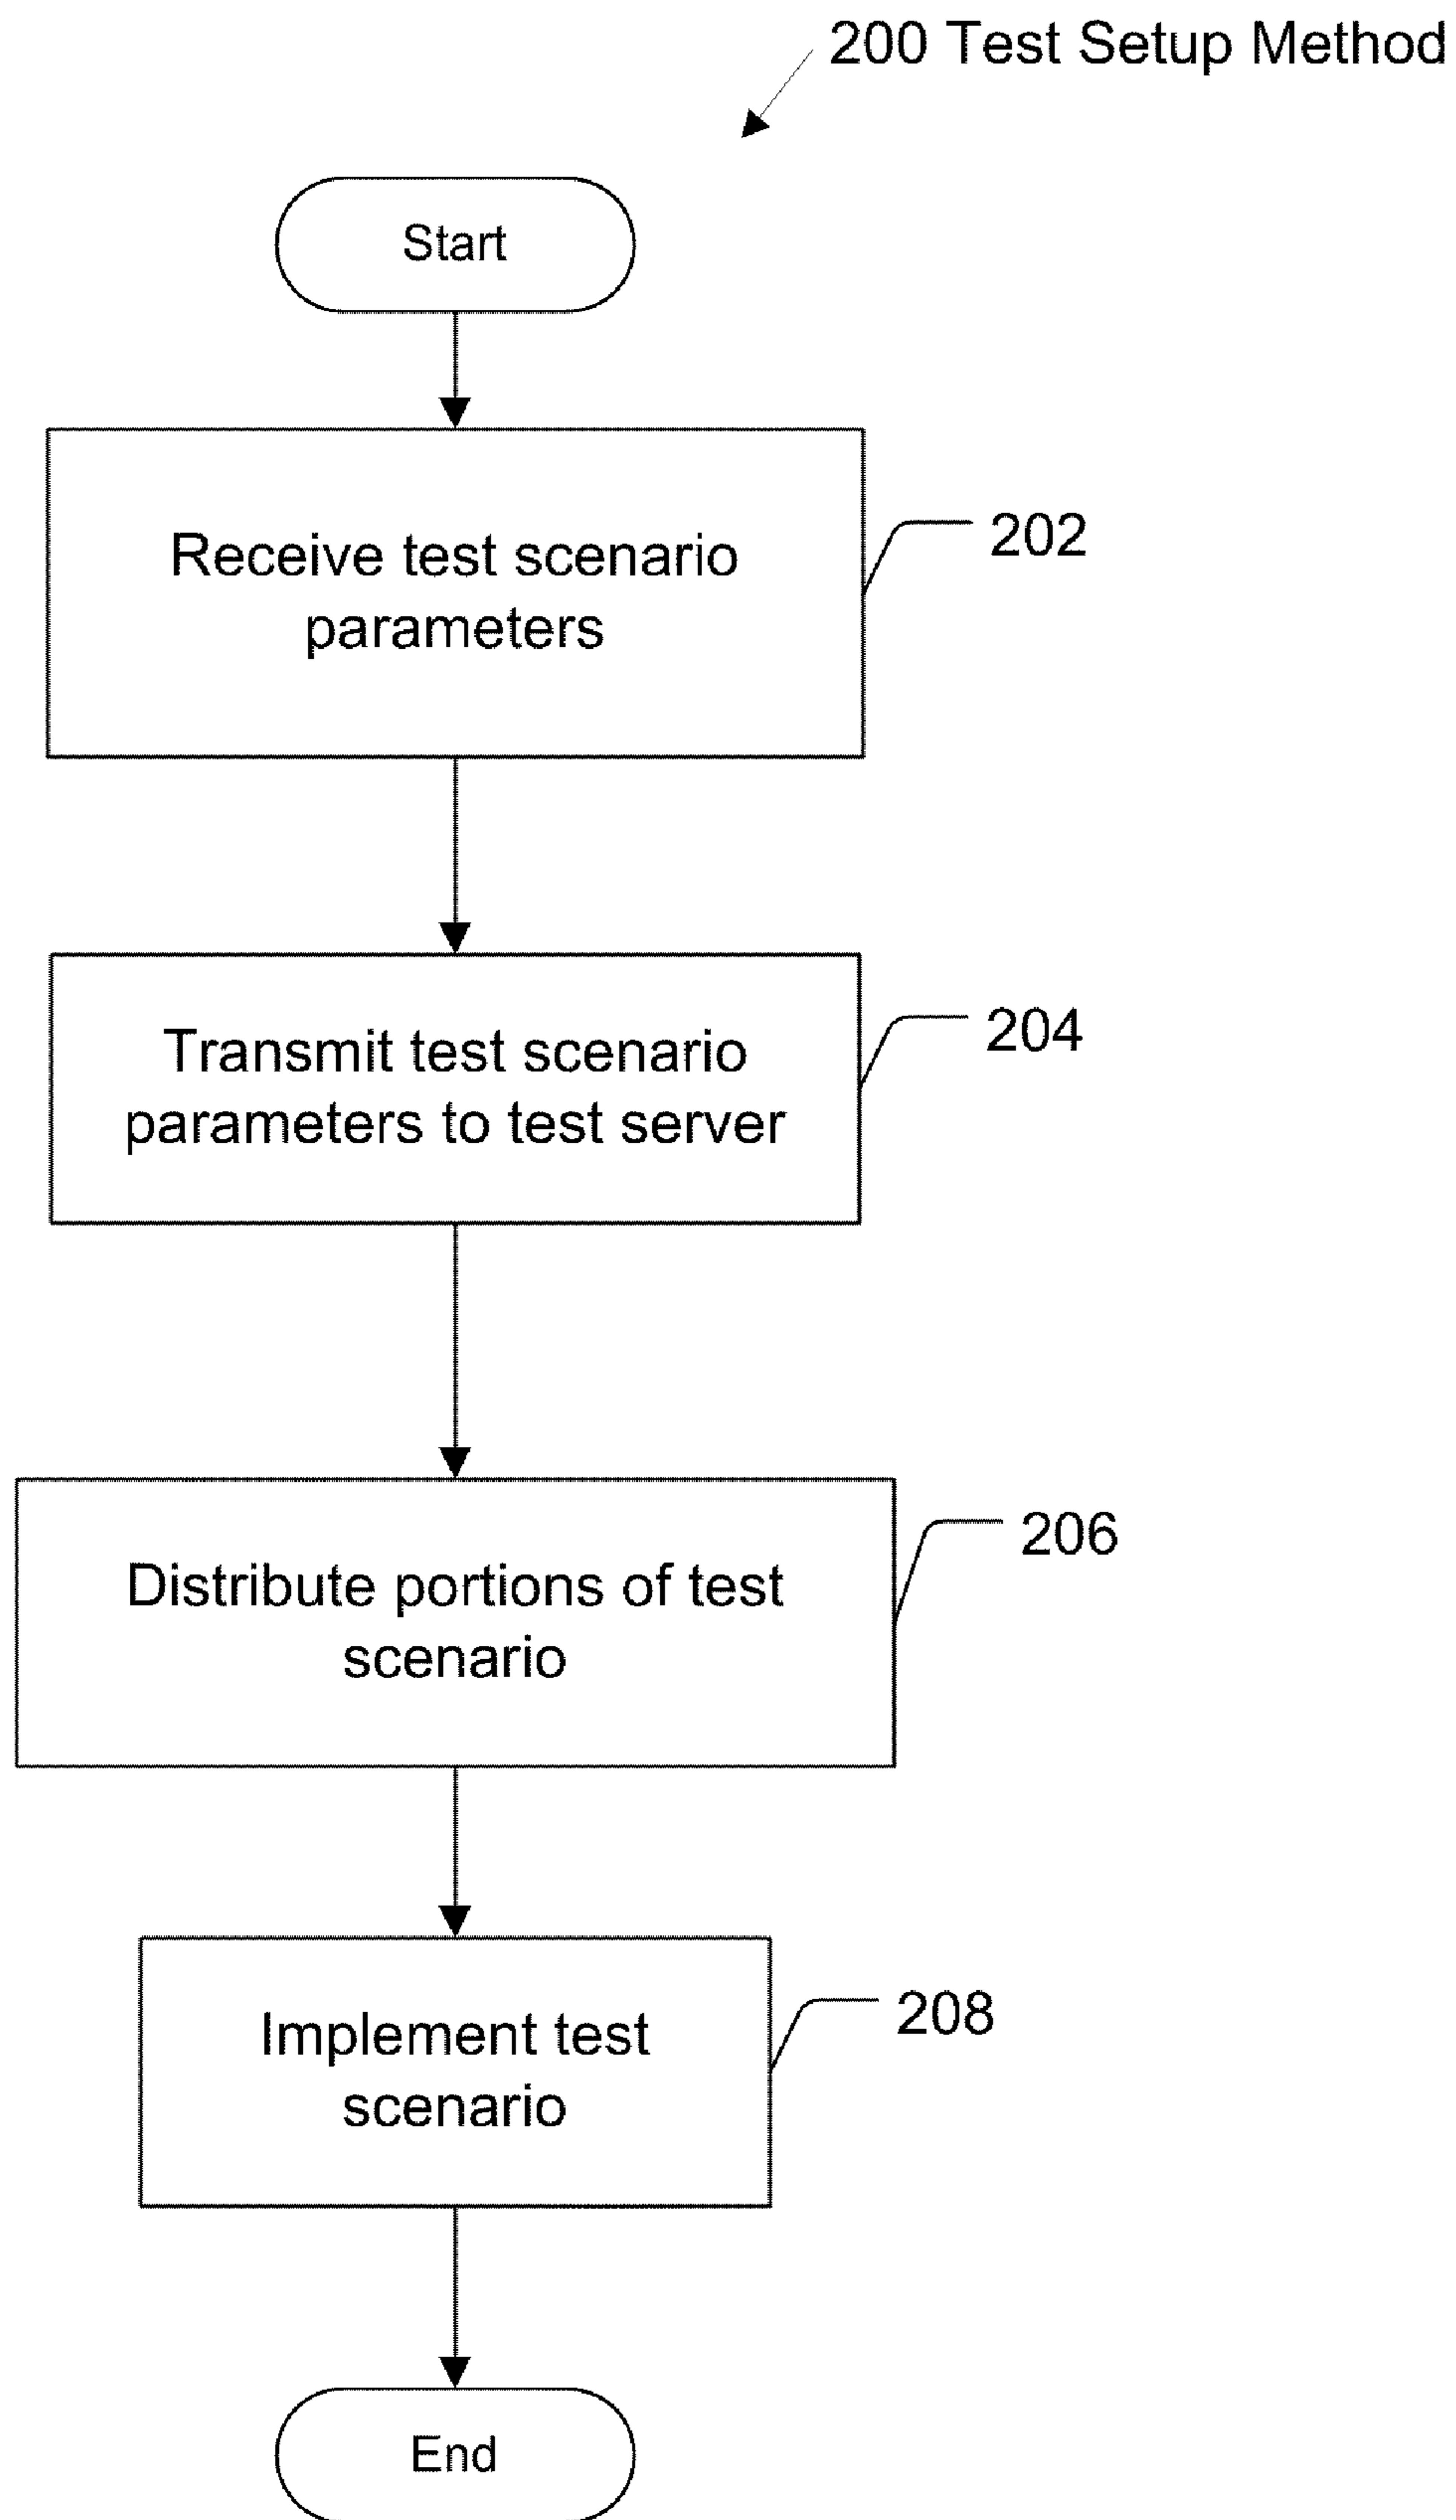 200 Test Setup Method
Start
Receive test scenario
parameters
202
Transmit test scenario
parameters to test server
204
Distribute portions of test
scenario
206
Implement test
scenario
208
End